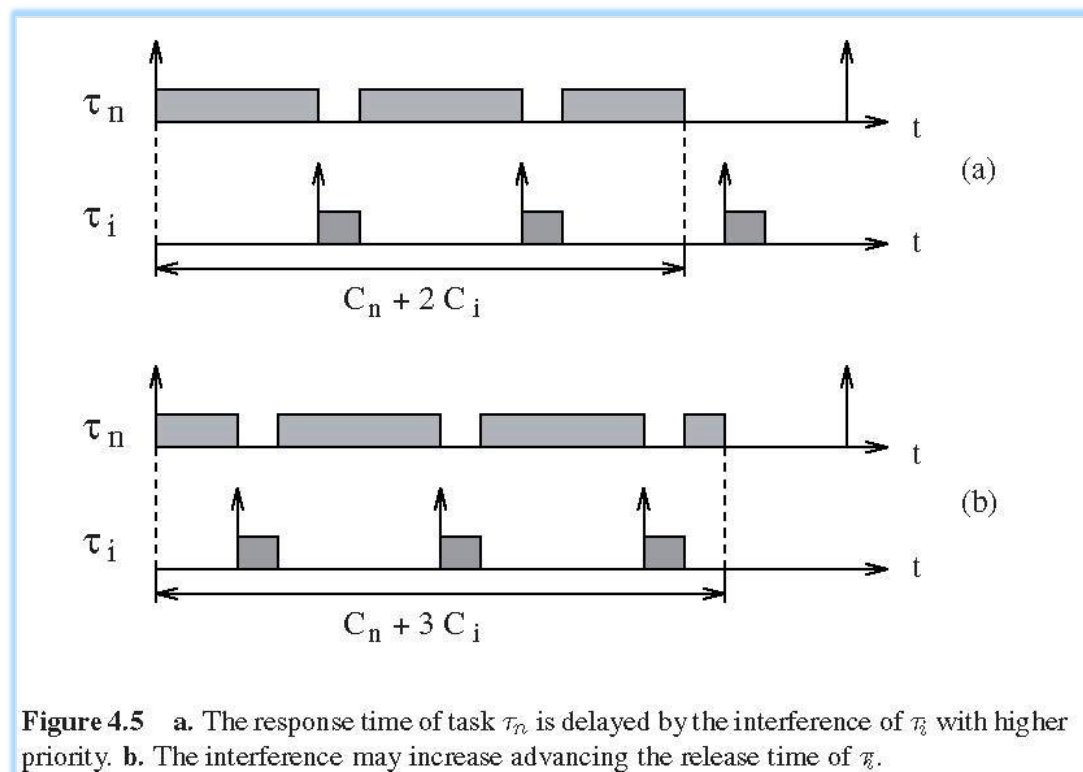 τn
t
(a)
τi
t
Cn + 2 Ci
τn
t
(b)
τi
t
Cn + 3 Ci
Figure 4.5 a. The response time of task τn is delayed by the interference of τi with higher
priority. b. The interference may increase advancing the release time of τi.